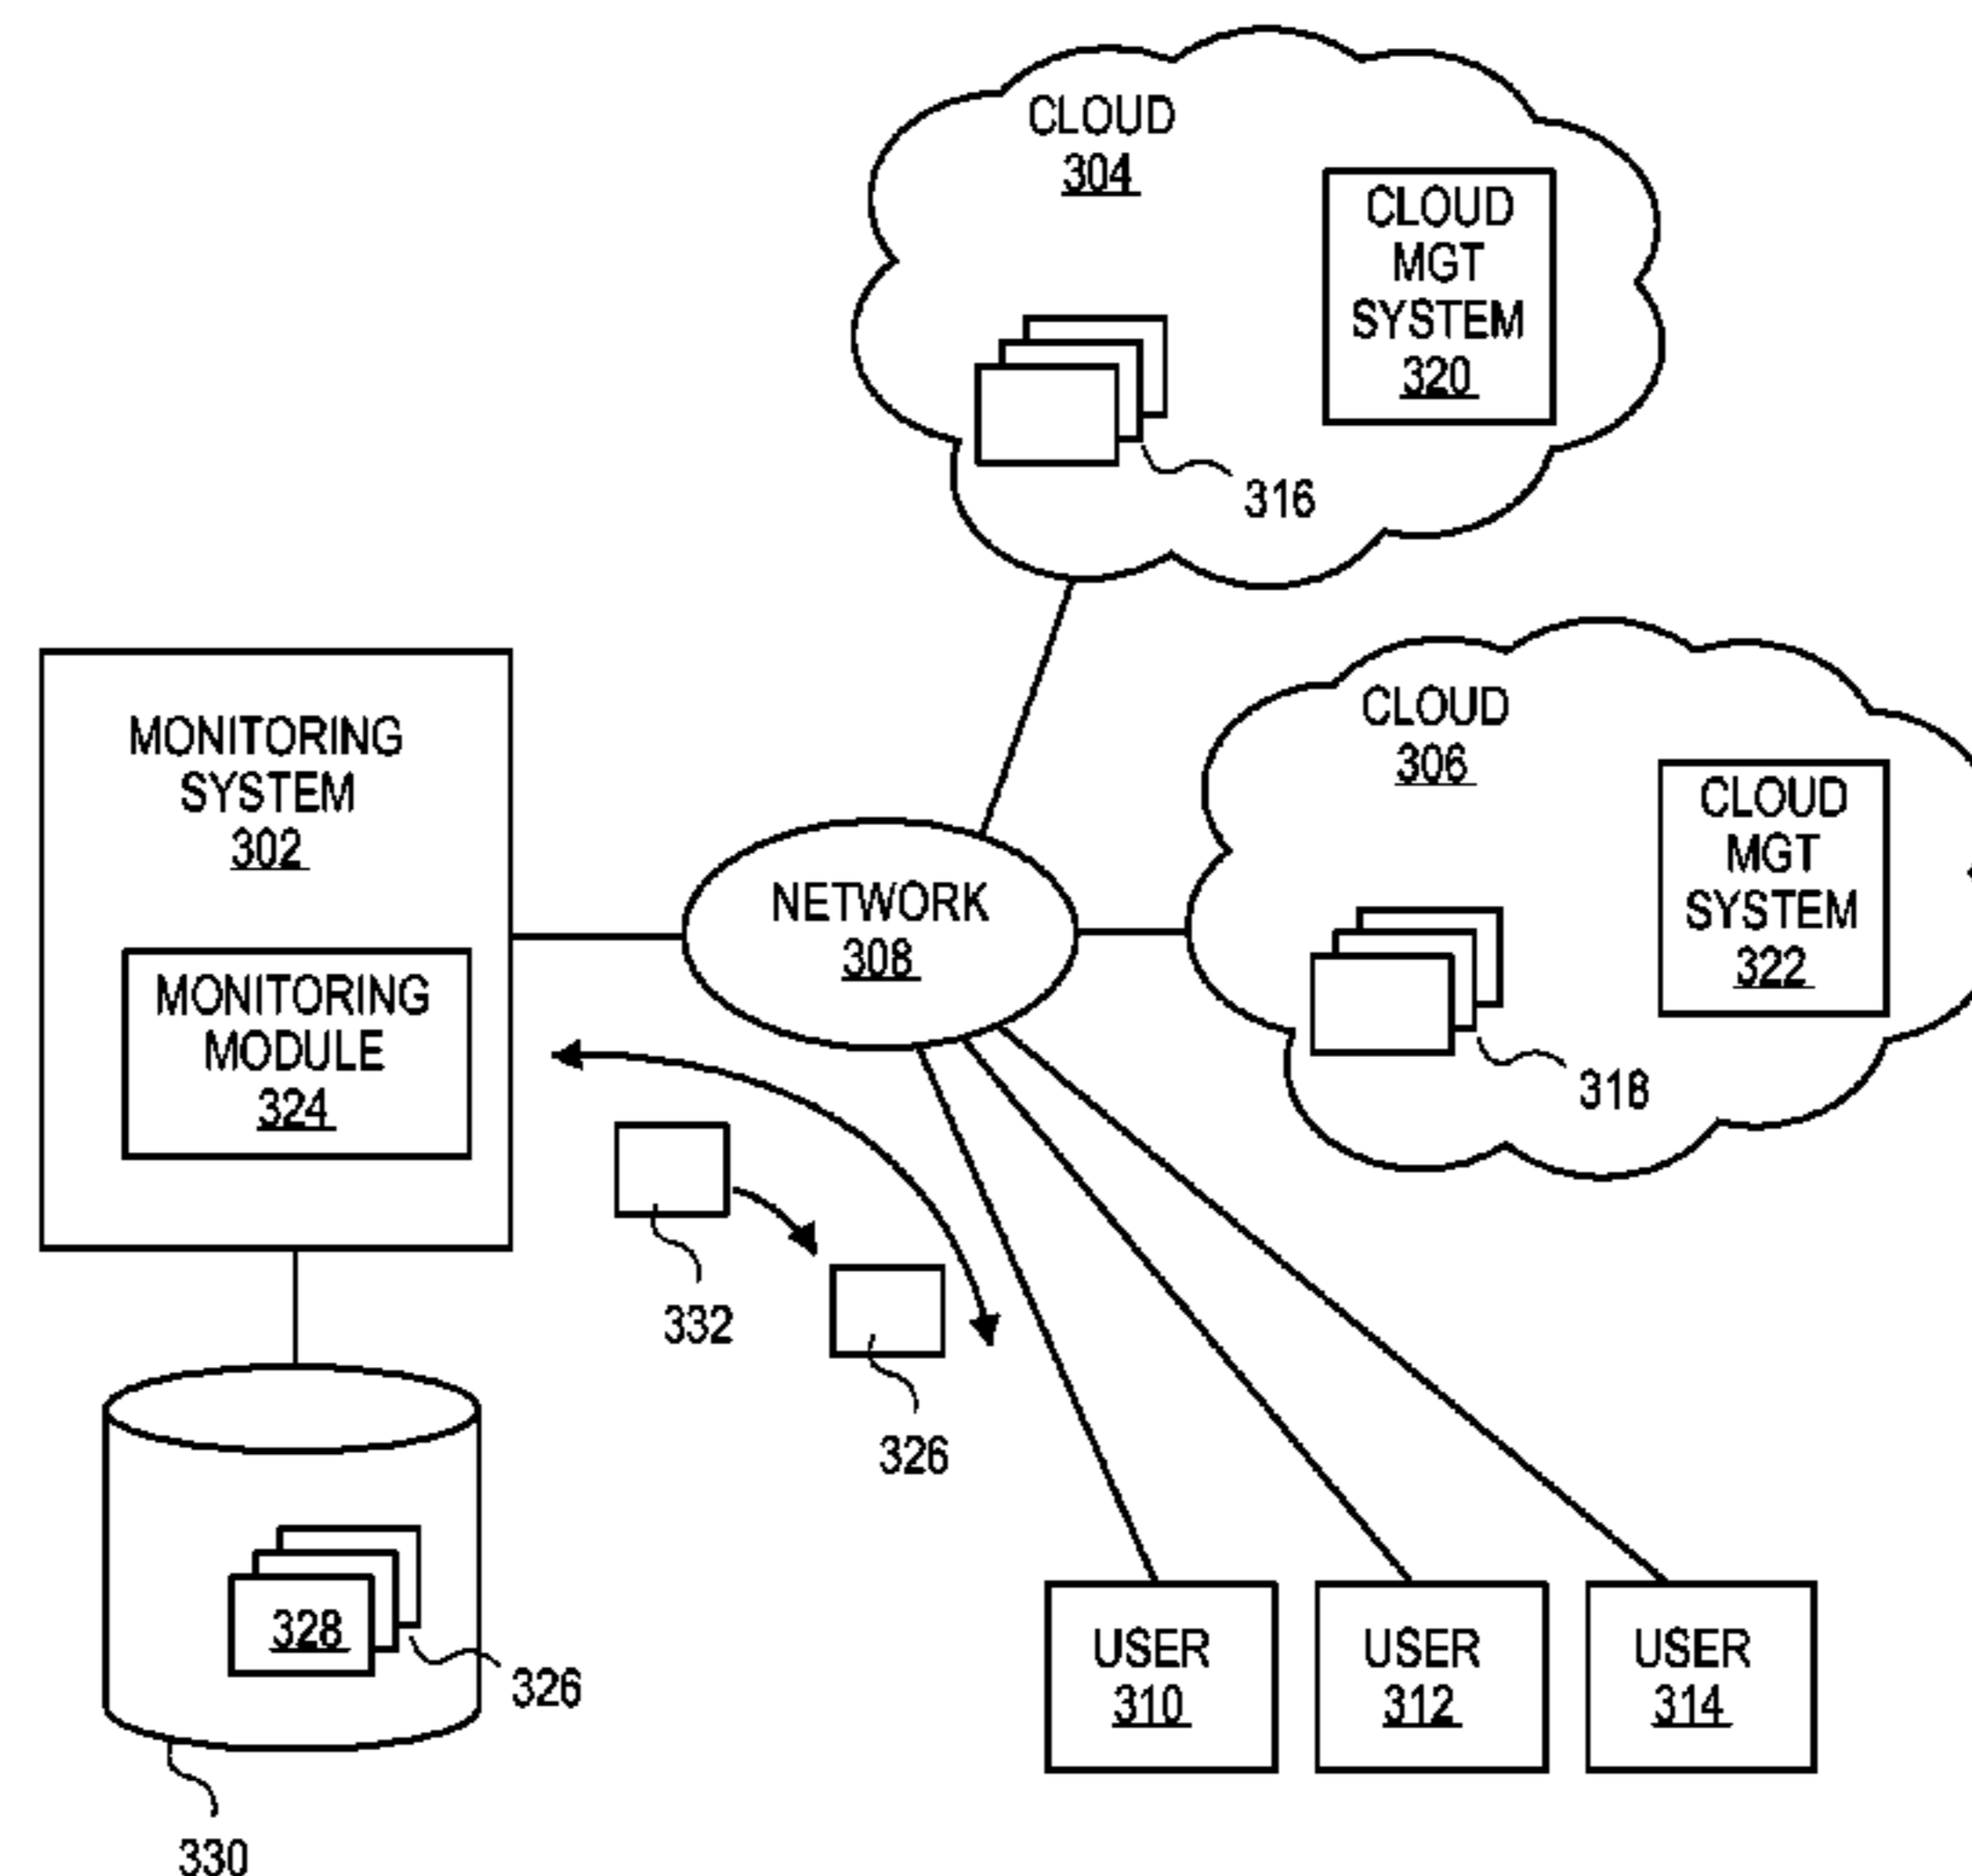 CLOUD
304
CLOUD
MGT
SYSTEM
320
316
CLOUD
306
CLOUD
MGT
SYSTEM
322
318
MONITORING
SYSTEM
302
MONITORING
MODULE
324
NETWORK
308
332
326
328
326
330
USER
310
USER
312
USER
314